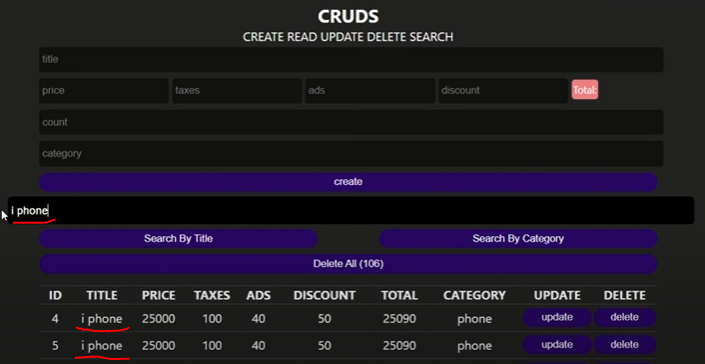 CRUDS
CREATE READ UPDATE DELETE SEARCH
title
price taxes ads discount Total:
count
category
create
i phone
Search By Title Search By Category
Delete All (106)
ID TITLE PRICE TAXES ADS DISCOUNT TOTAL CATEGORY UPDATE DELETE
4 i phone 25000 100 40 50 25090 phone update delete
5 i phone 25000 100 40 50 25090 phone update delete